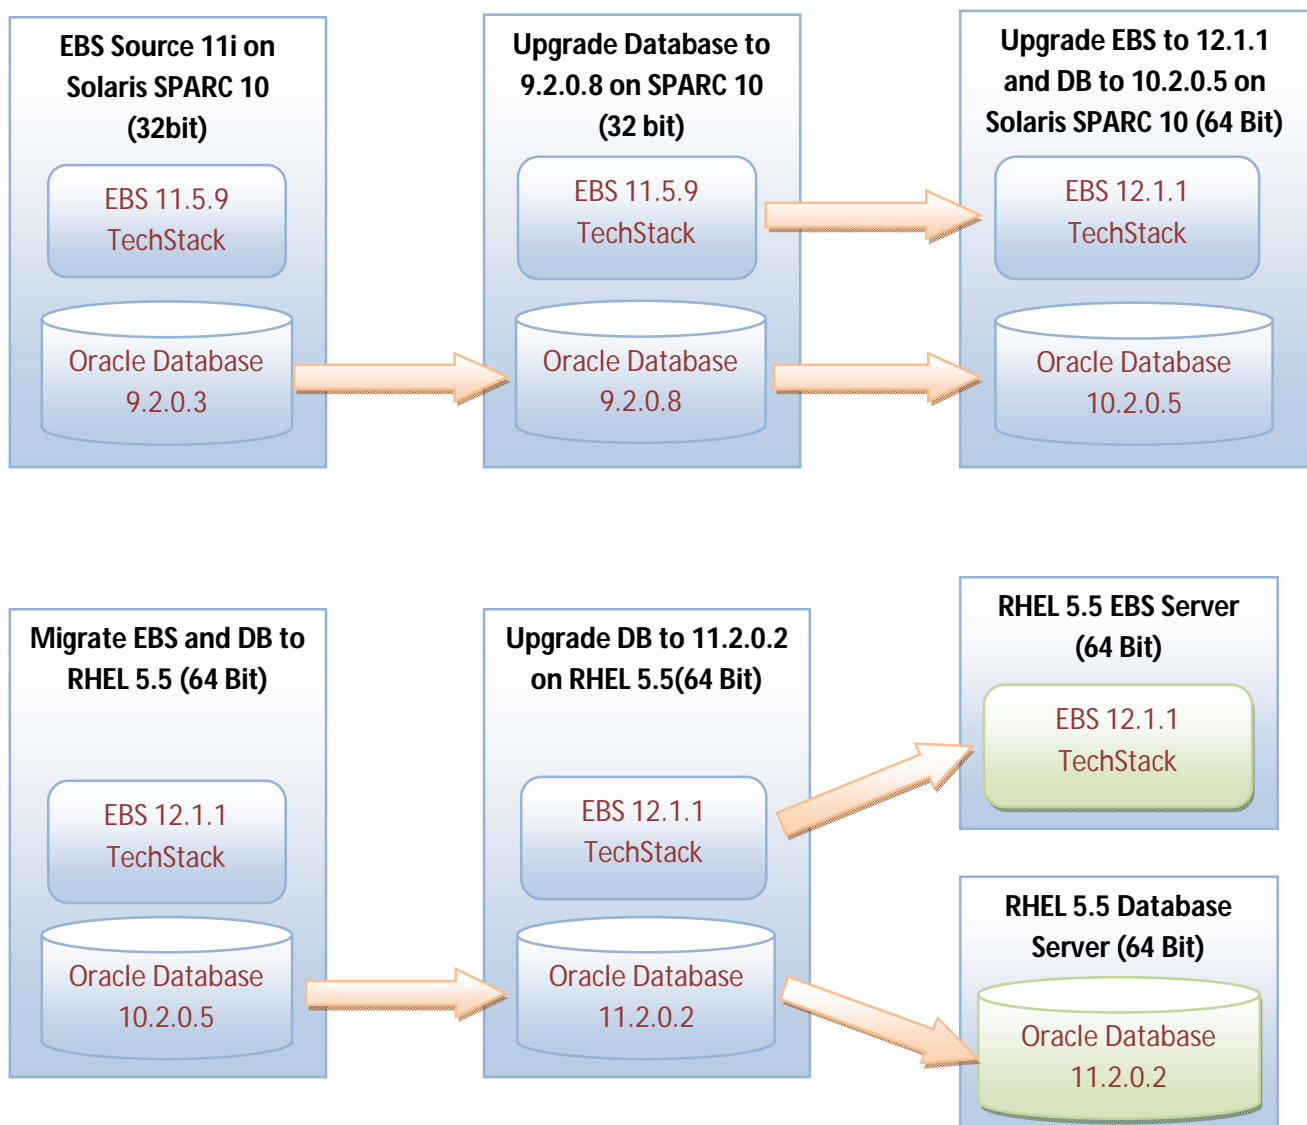 EBS Source 11i on
Solaris SPARC 10
(32bit)
EBS 11.5.9
TechStack
Oracle Database
9.2.0.3
Upgrade Database to
9.2.0.8 on SPARC 10
(32 bit)
EBS 11.5.9
TechStack
Oracle Database
9.2.0.8
Upgrade EBS to 12.1.1
and DB to 10.2.0.5 on
Solaris SPARC 10 (64 Bit)
EBS 12.1.1
TechStack
Oracle Database
10.2.0.5
Migrate EBS and DB to
RHEL 5.5 (64 Bit)
EBS 12.1.1
TechStack
Oracle Database
10.2.0.5
Upgrade DB to 11.2.0.2
on RHEL 5.5(64 Bit)
EBS 12.1.1
TechStack
Oracle Database
11.2.0.2
RHEL 5.5 EBS Server
(64 Bit)
EBS 12.1.1
TechStack
RHEL 5.5 Database
Server (64 Bit)
Oracle Database
11.2.0.2